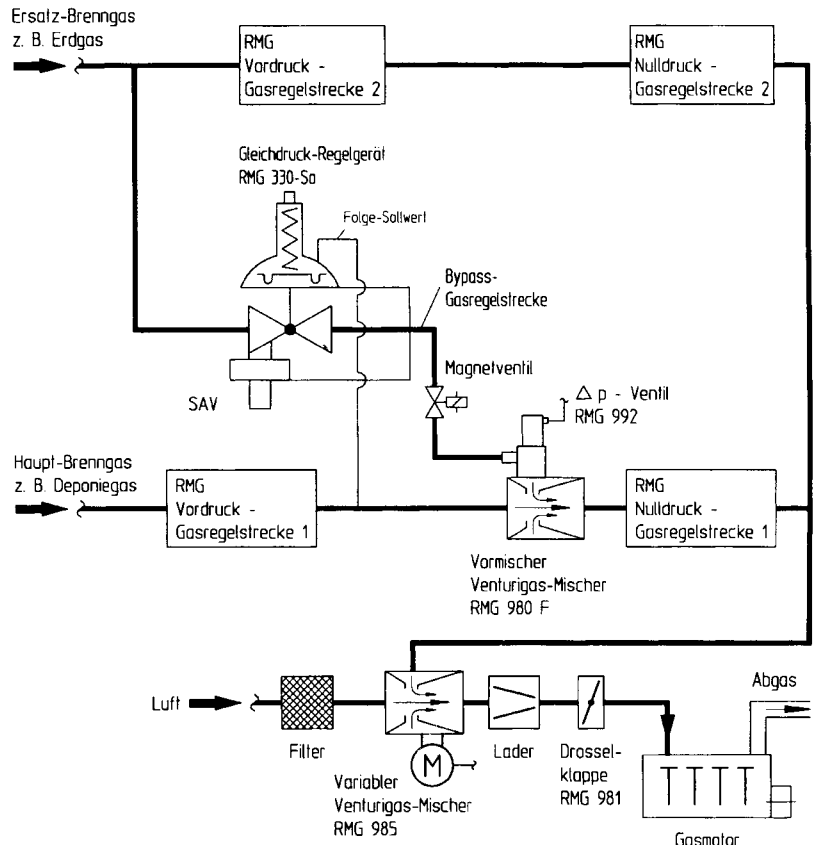 Ersatz-Brenngas
z. B. Erdgas
RMG
Vordruck -
Gasregelstrecke 2
RMG
Nulldruck -
Gasregelstrecke 2
Gleichdruck-Regelgerät
RMG 330-Sa
Folge-Sollwert
Bypass-
Gasregelstrecke
SAV
Magnetventil
Δ p - Ventil
RMG 992
Haupt-Brenngas
z. B. Deponiegas
RMG
Vordruck -
Gasregelstrecke 1
RMG
Nulldruck -
Gasregelstrecke 1
Vormischer
Venturigas-Mischer
RMG 980 F
Luft
Filter
M
Variabler
Venturigas-Mischer
RMG 985
Lader
Drossel-
klappe
RMG 981
Abgas
Gasmotor